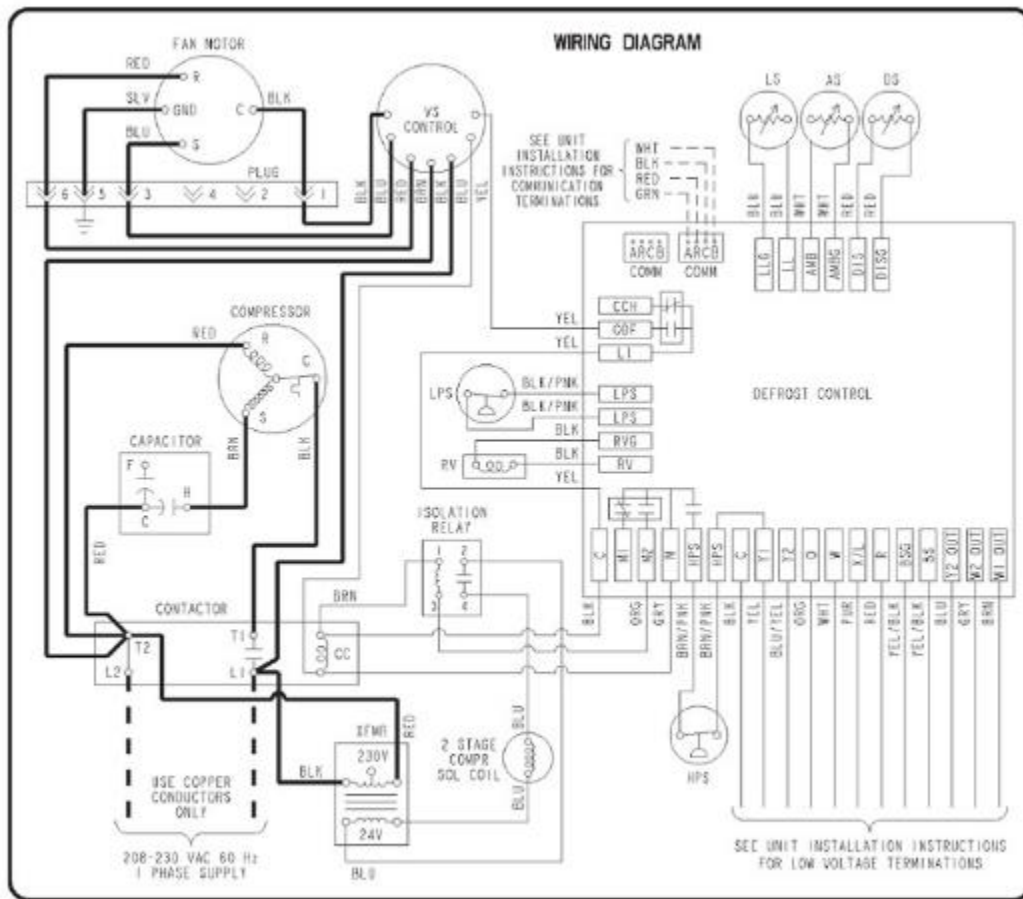 WIRING DIAGRAM
FAN MOTOR
RED
R
SLV
GND
C
BLK
BLU
S
PLUG
6 5 3 4 2 1
VS
CONTROL
BLK
BLU
RED
BRN
BLK
BLU
YEL
SEE UNIT
INSTALLATION
INSTRUCTIONS FOR
COMMUNICATION
TERMINATIONS
WHT
BLK
RED
GRN
LS
AS
DS
BLU
BLU
WHT
WHT
RED
RED
ARCB
COMM
ARCB
COMM
LLG
LL
AMB
AMBG
DIS
DISG
CCH
YEL
ODF
YEL
L1
LPS
BLK/PNK
LPS
BLK/PNK
LPS
BLK
RVG
RV
BLK
RV
YEL
DEFROST CONTROL
COMPRESSOR
RED
R
C
S
BRN
BLK
CAPACITOR
F
H
C
RED
ISOLATION
RELAY
1 2
3 4
BRN
CONTACTOR
T2
T1
CC
L2
L1
C
M1
M2
N
HPS
HPS
C
Y1
Y2
O
W
X/L
R
BSG
BS
Y2 OUT
W2 OUT
W1 OUT
BLK
ORG
GRY
BRN/PNK
BRN/PNK
BLK
YEL
BLU/YEL
ORG
WHT
PUR
RED
YEL/BLK
YEL/BLK
BLU
GRY
BRN
HPS
XFMR
230V
RED
BLK
24V
BLU
2 STAGE
COMPR
SOL COIL
BLU
BLU
USE COPPER
CONDUCTORS
ONLY
208-230 VAC 60 Hz
1 PHASE SUPPLY
SEE UNIT INSTALLATION INSTRUCTIONS
FOR LOW VOLTAGE TERMINATIONS